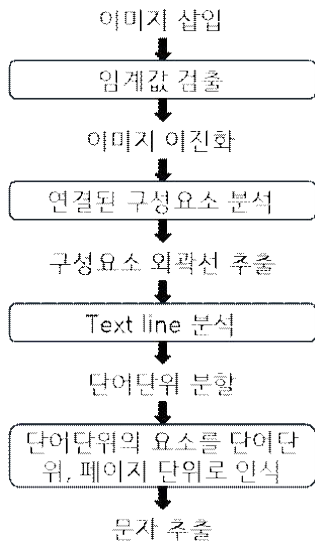 이미지 삽입
임계값 검출
이미지 이진화
연결된 구성요소 분석
구성요소 외곽선 추출
Text line 분석
단어단위 분할
단어단위의 요소를 단어단
위, 페이지 단위로 인식
문자 추출